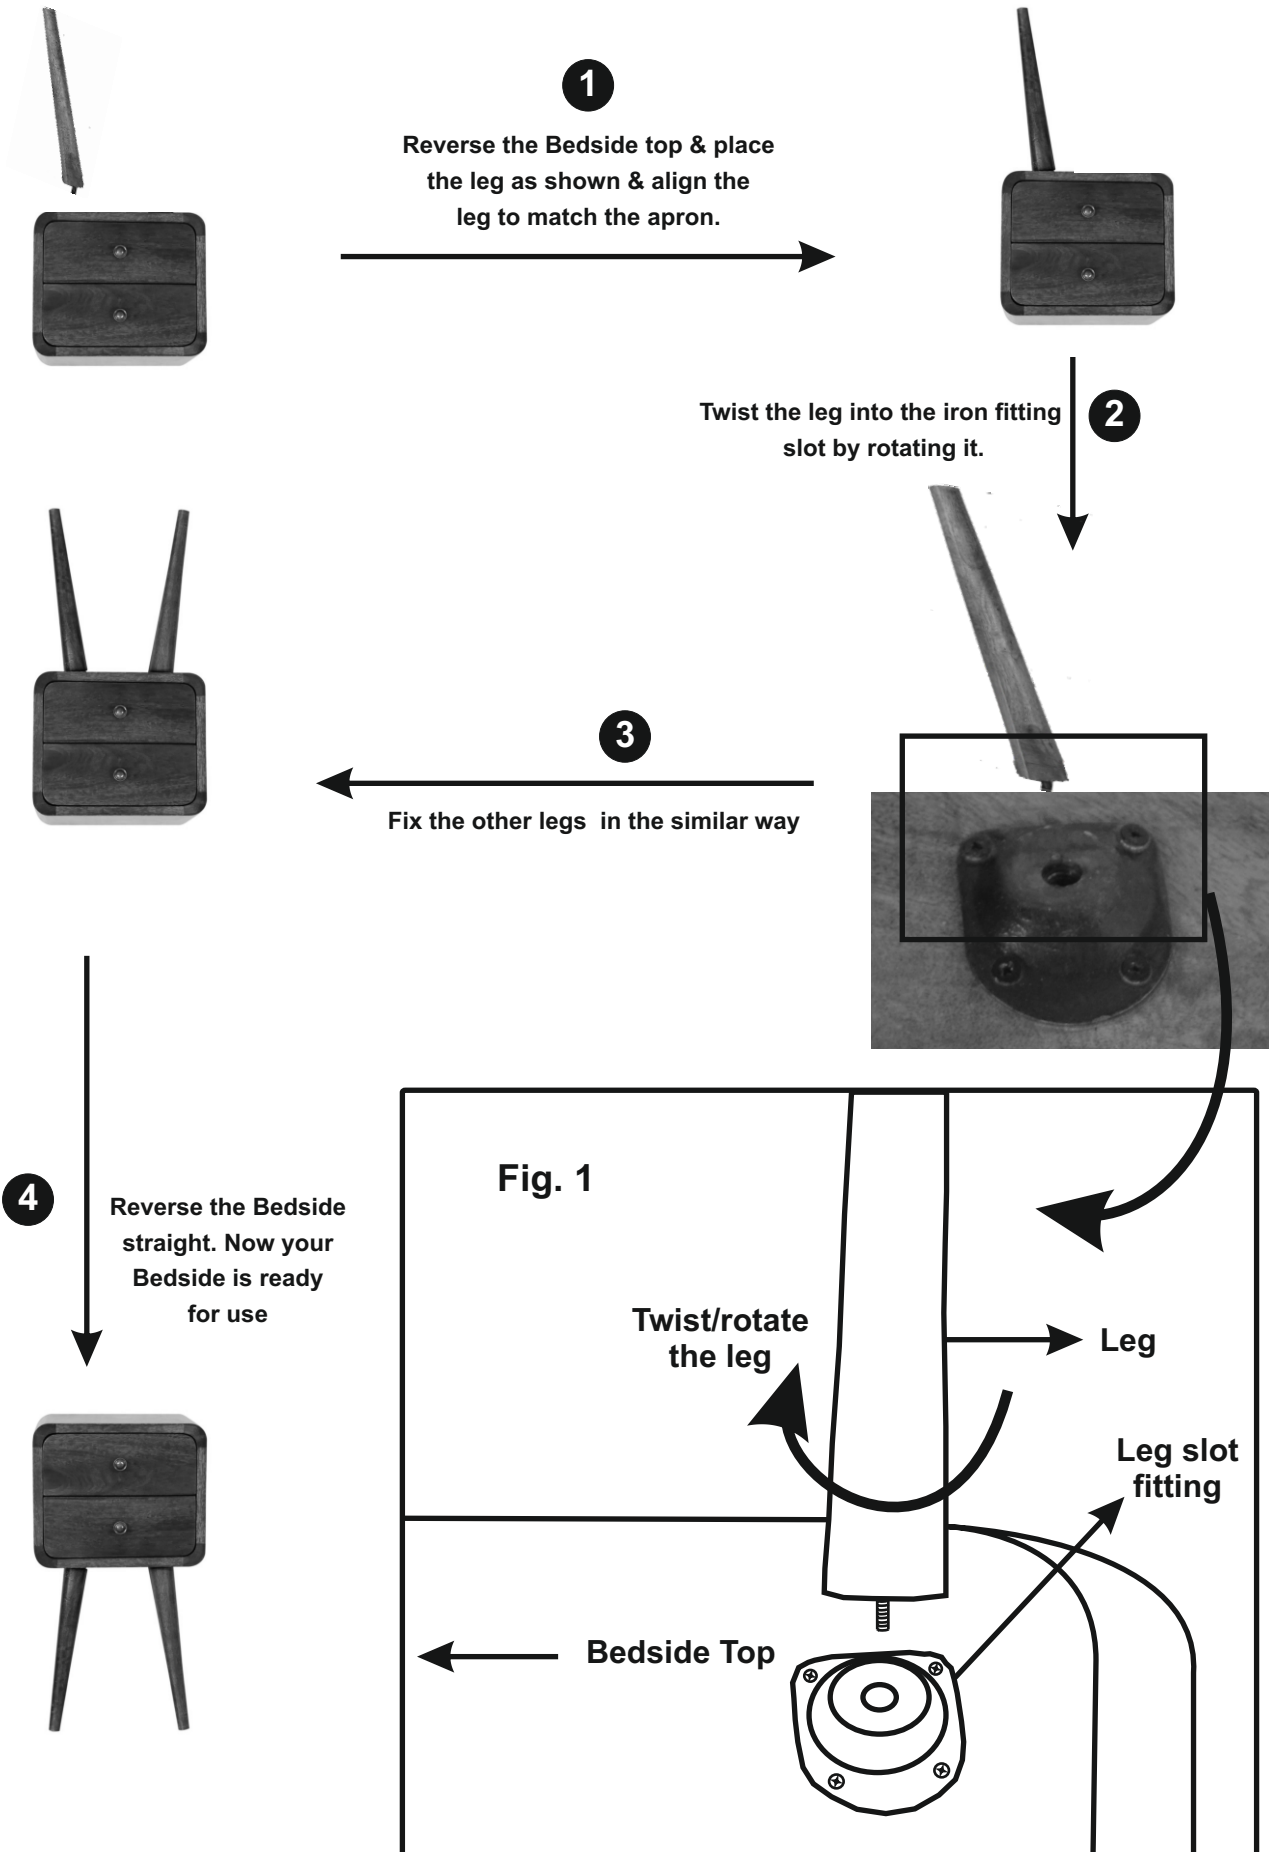 1
Reverse the Bedside top & place
the leg as shown & align the
leg to match the apron.
2
Twist the leg into the iron fitting
slot by rotating it.
3
Fix the other legs  in the similar way
4
Reverse the Bedside
straight. Now your
Bedside is ready
for use
Fig. 1
Twist/rotate
the leg
Leg
Leg slot
fitting
Bedside Top